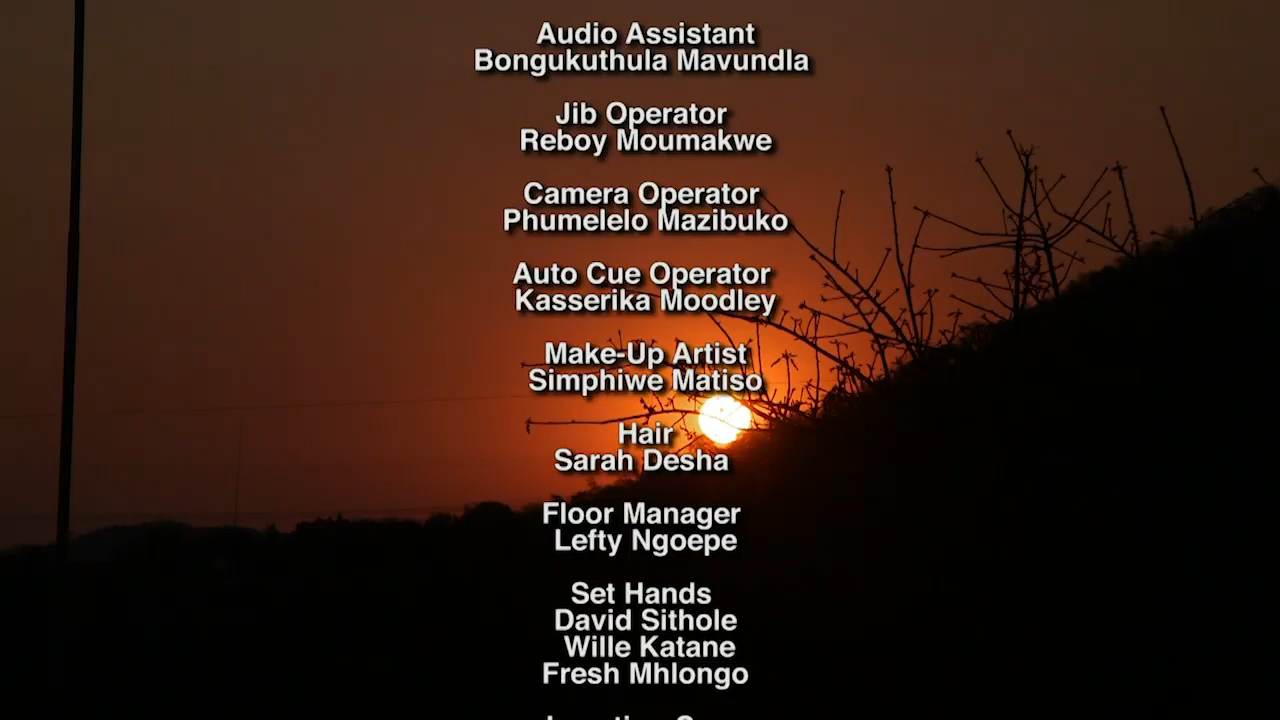 Audio Assistant
Bongukuthula Mavundla
Jib Operator
Reboy Moumakwe
Camera Operator
Phumelelo Mazibuko
Auto Cue Operator
Kasserika Moodley
Make-Up Artist
Simphiwe Matiso
Hair
Sarah Desha
Floor Manager
Lefty Ngoepe
Set Hands
David Sithole
Wille Katane
Fresh Mhlongo